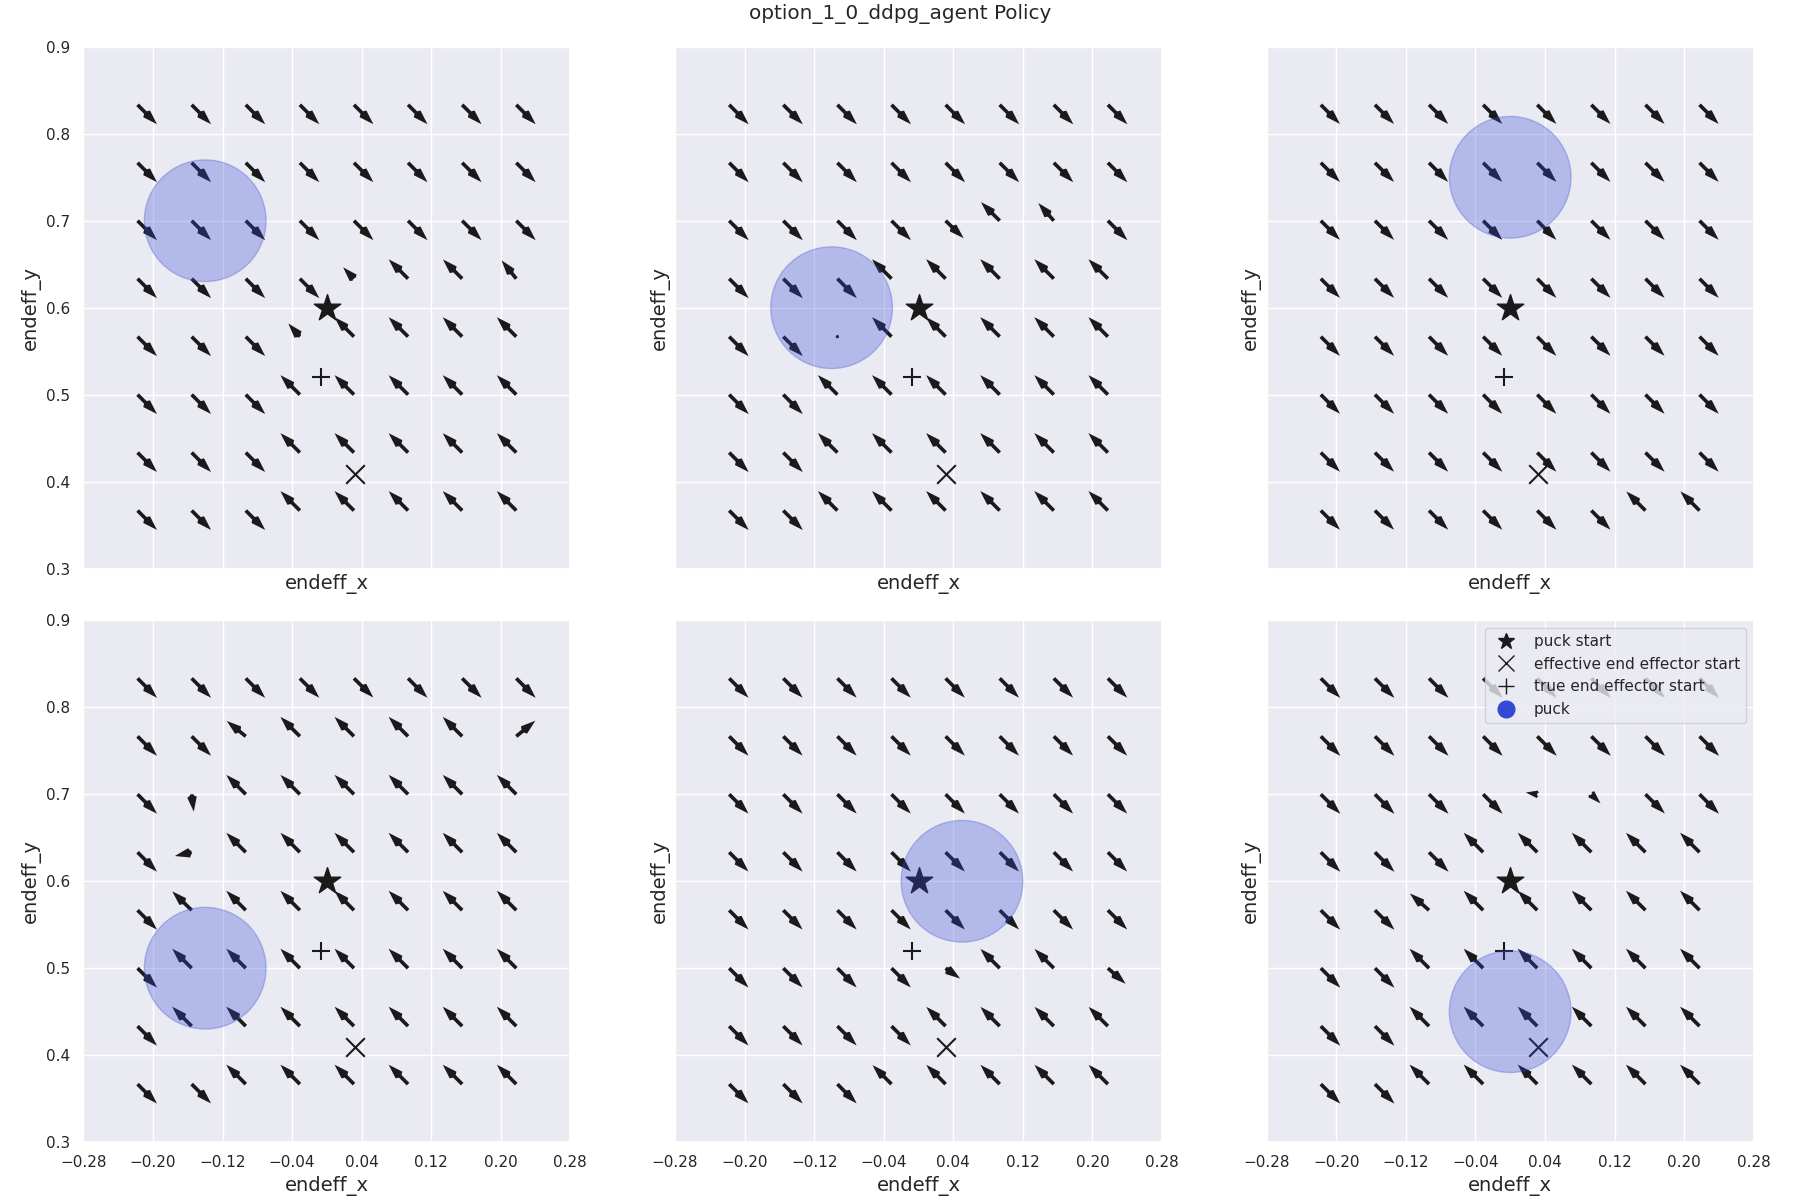 option_1_0_ddpg_agent Policy
0.9
0.8
0.7
0.6
0.5
0.4
0.3
endeff_y
endeff_x
endeff_y
endeff_x
endeff_y
endeff_x
0.9
0.8
0.7
0.6
0.5
0.4
0.3
endeff_y
−0.28 −0.20 −0.12 −0.04 0.04 0.12 0.20 0.28
endeff_x
endeff_y
−0.28 −0.20 −0.12 −0.04 0.04 0.12 0.20 0.28
endeff_x
puck start
effective end effector start
true end effector start
puck
endeff_y
−0.28 −0.20 −0.12 −0.04 0.04 0.12 0.20 0.28
endeff_x